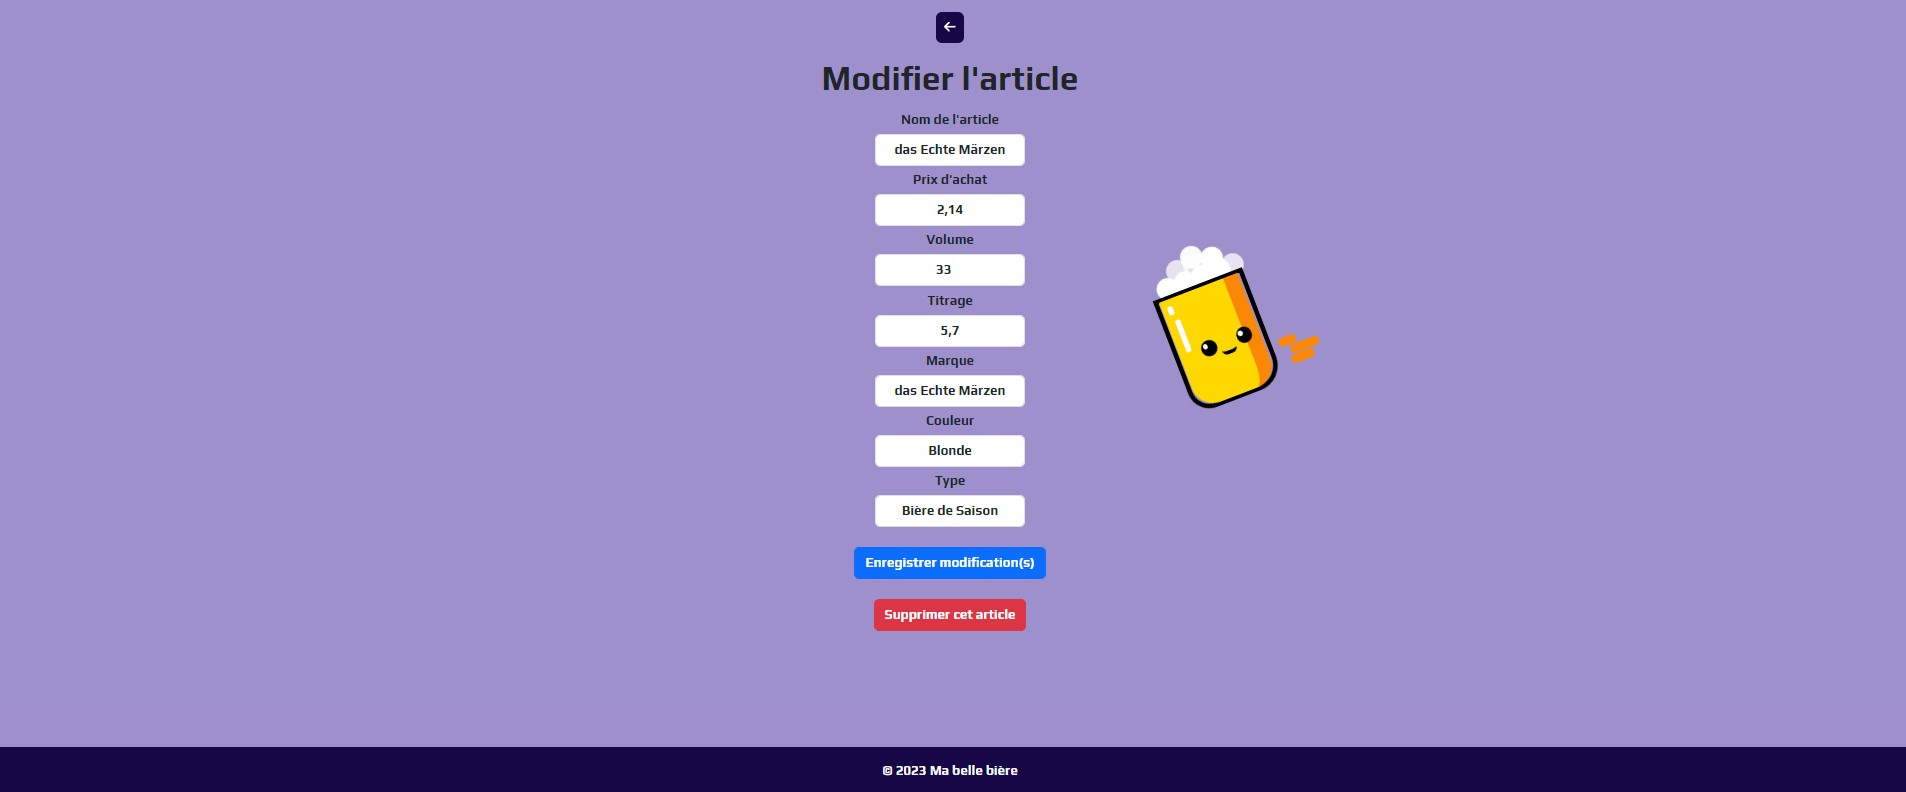 Modifier l'article
Nom de l'article
das Echte Märzen
Prix d'achat
2,14
Volume
33
Titrage
5,7
Marque
das Echte Märzen
Couleur
Blonde
Type
Bière de Saison
Enregistrer modification(s)
Supprimer cet article
© 2023 Ma belle bière